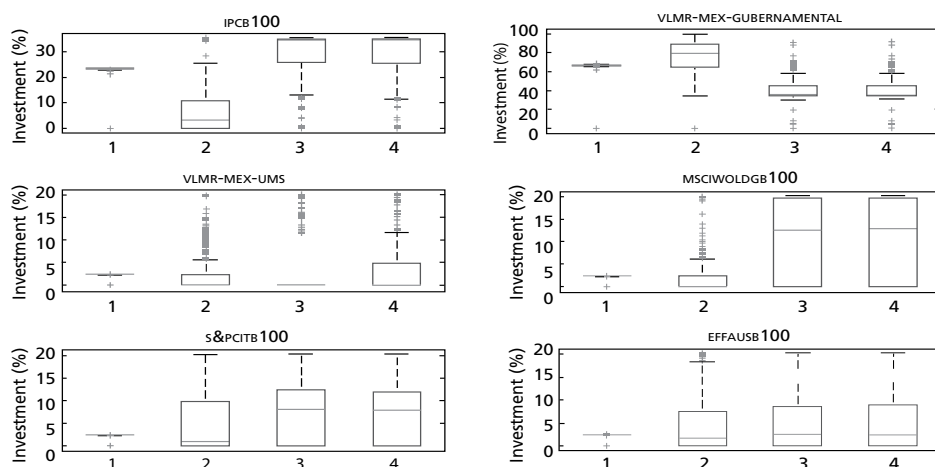 IPCB100
Investment (%)
30
20
10
0
1 2 3 4
VLMR-MEX-GUBERNAMENTAL
Investment (%)
100
80
60
40
80
100
1 2 3 4
VLMR-MEX-UMS
Investment (%)
20
15
10
5
0
1 2 3 4
MSCIWOLDGB100
Investment (%)
20
15
10
5
0
1 2 3 4
S&PCITB100
Investment (%)
20
15
10
5
0
1 2 3 4
EFFAUSB100
Investment (%)
20
15
10
5
0
1 2 3 4